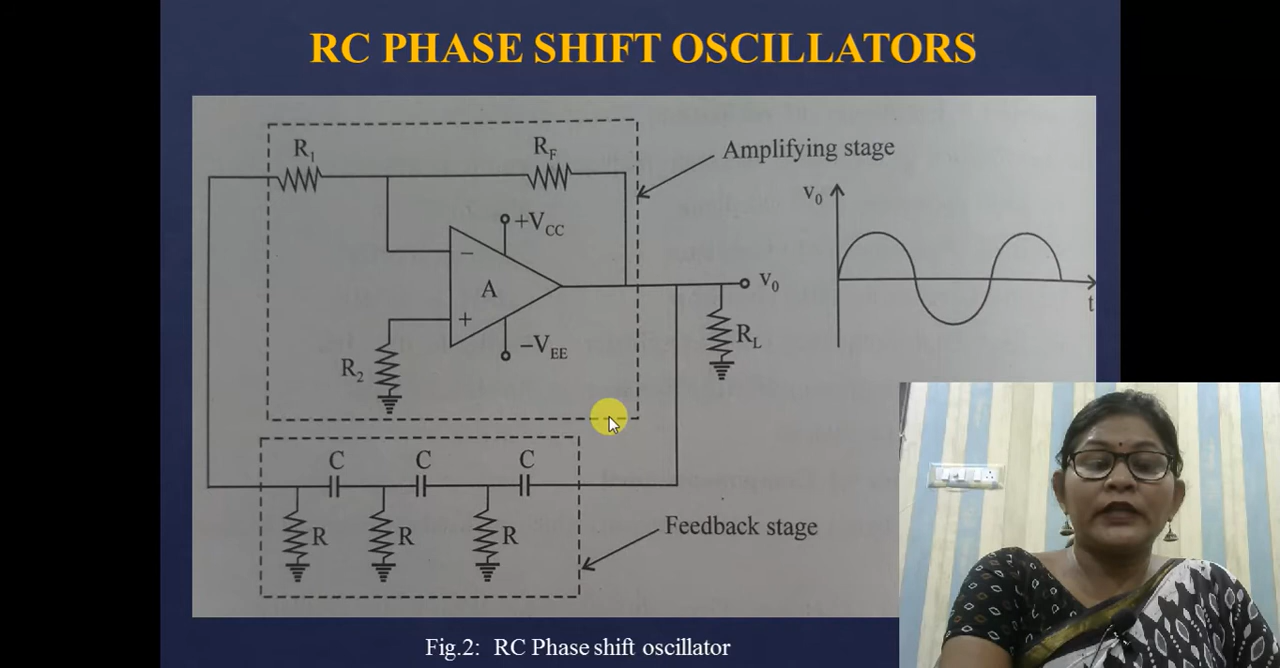 RC PHASE SHIFT OSCILLATORS
R1
RF
Amplifying stage
+VCC
v0
−
A
v0
+
−VEE
RL
t
R2
C C C
R R R
Feedback stage
Fig.2: RC Phase shift oscillator